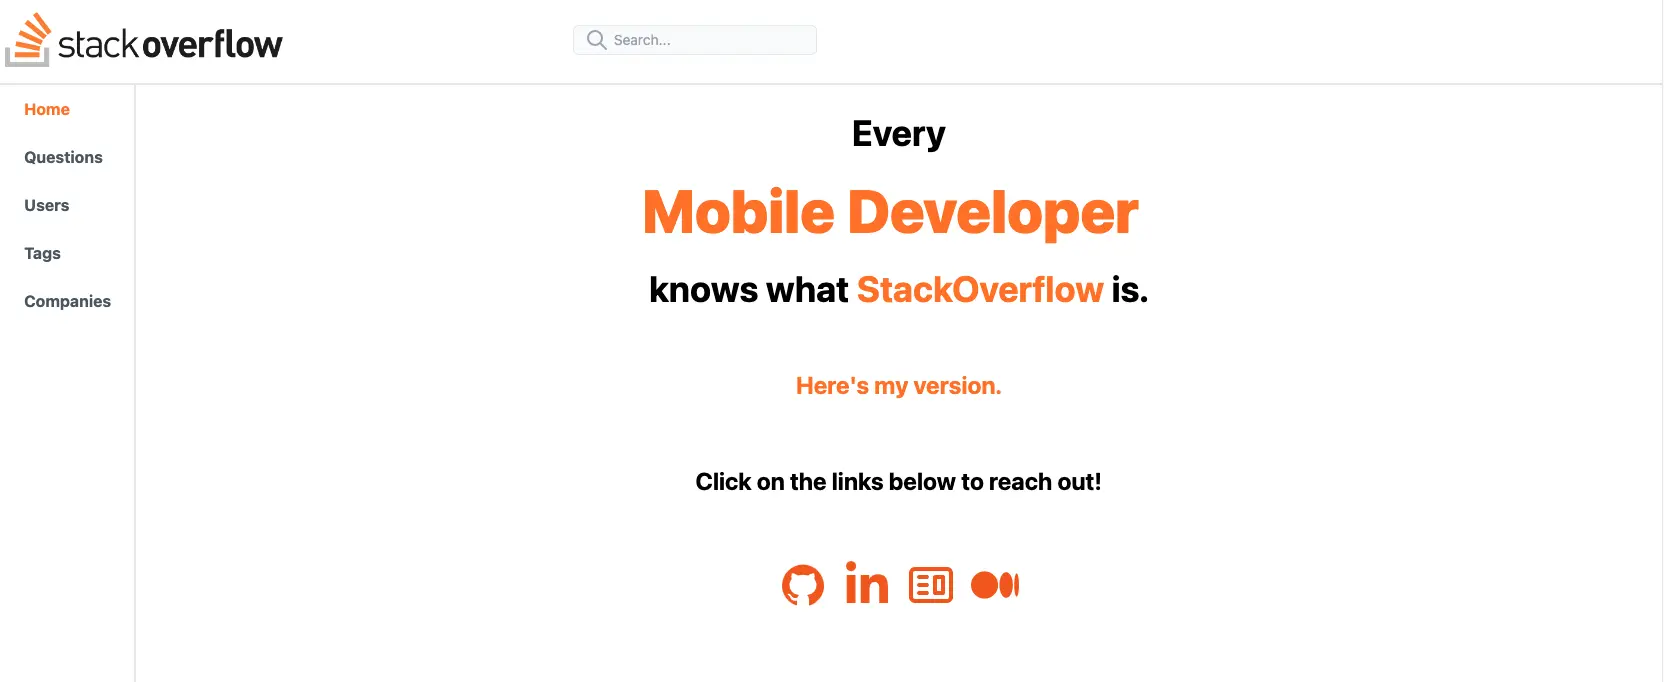 stackoverflow
Search...
Home
Questions
Users
Tags
Companies
Every
Mobile Developer
knows what StackOverflow is.
Here's my version.
Click on the links below to reach out!
in